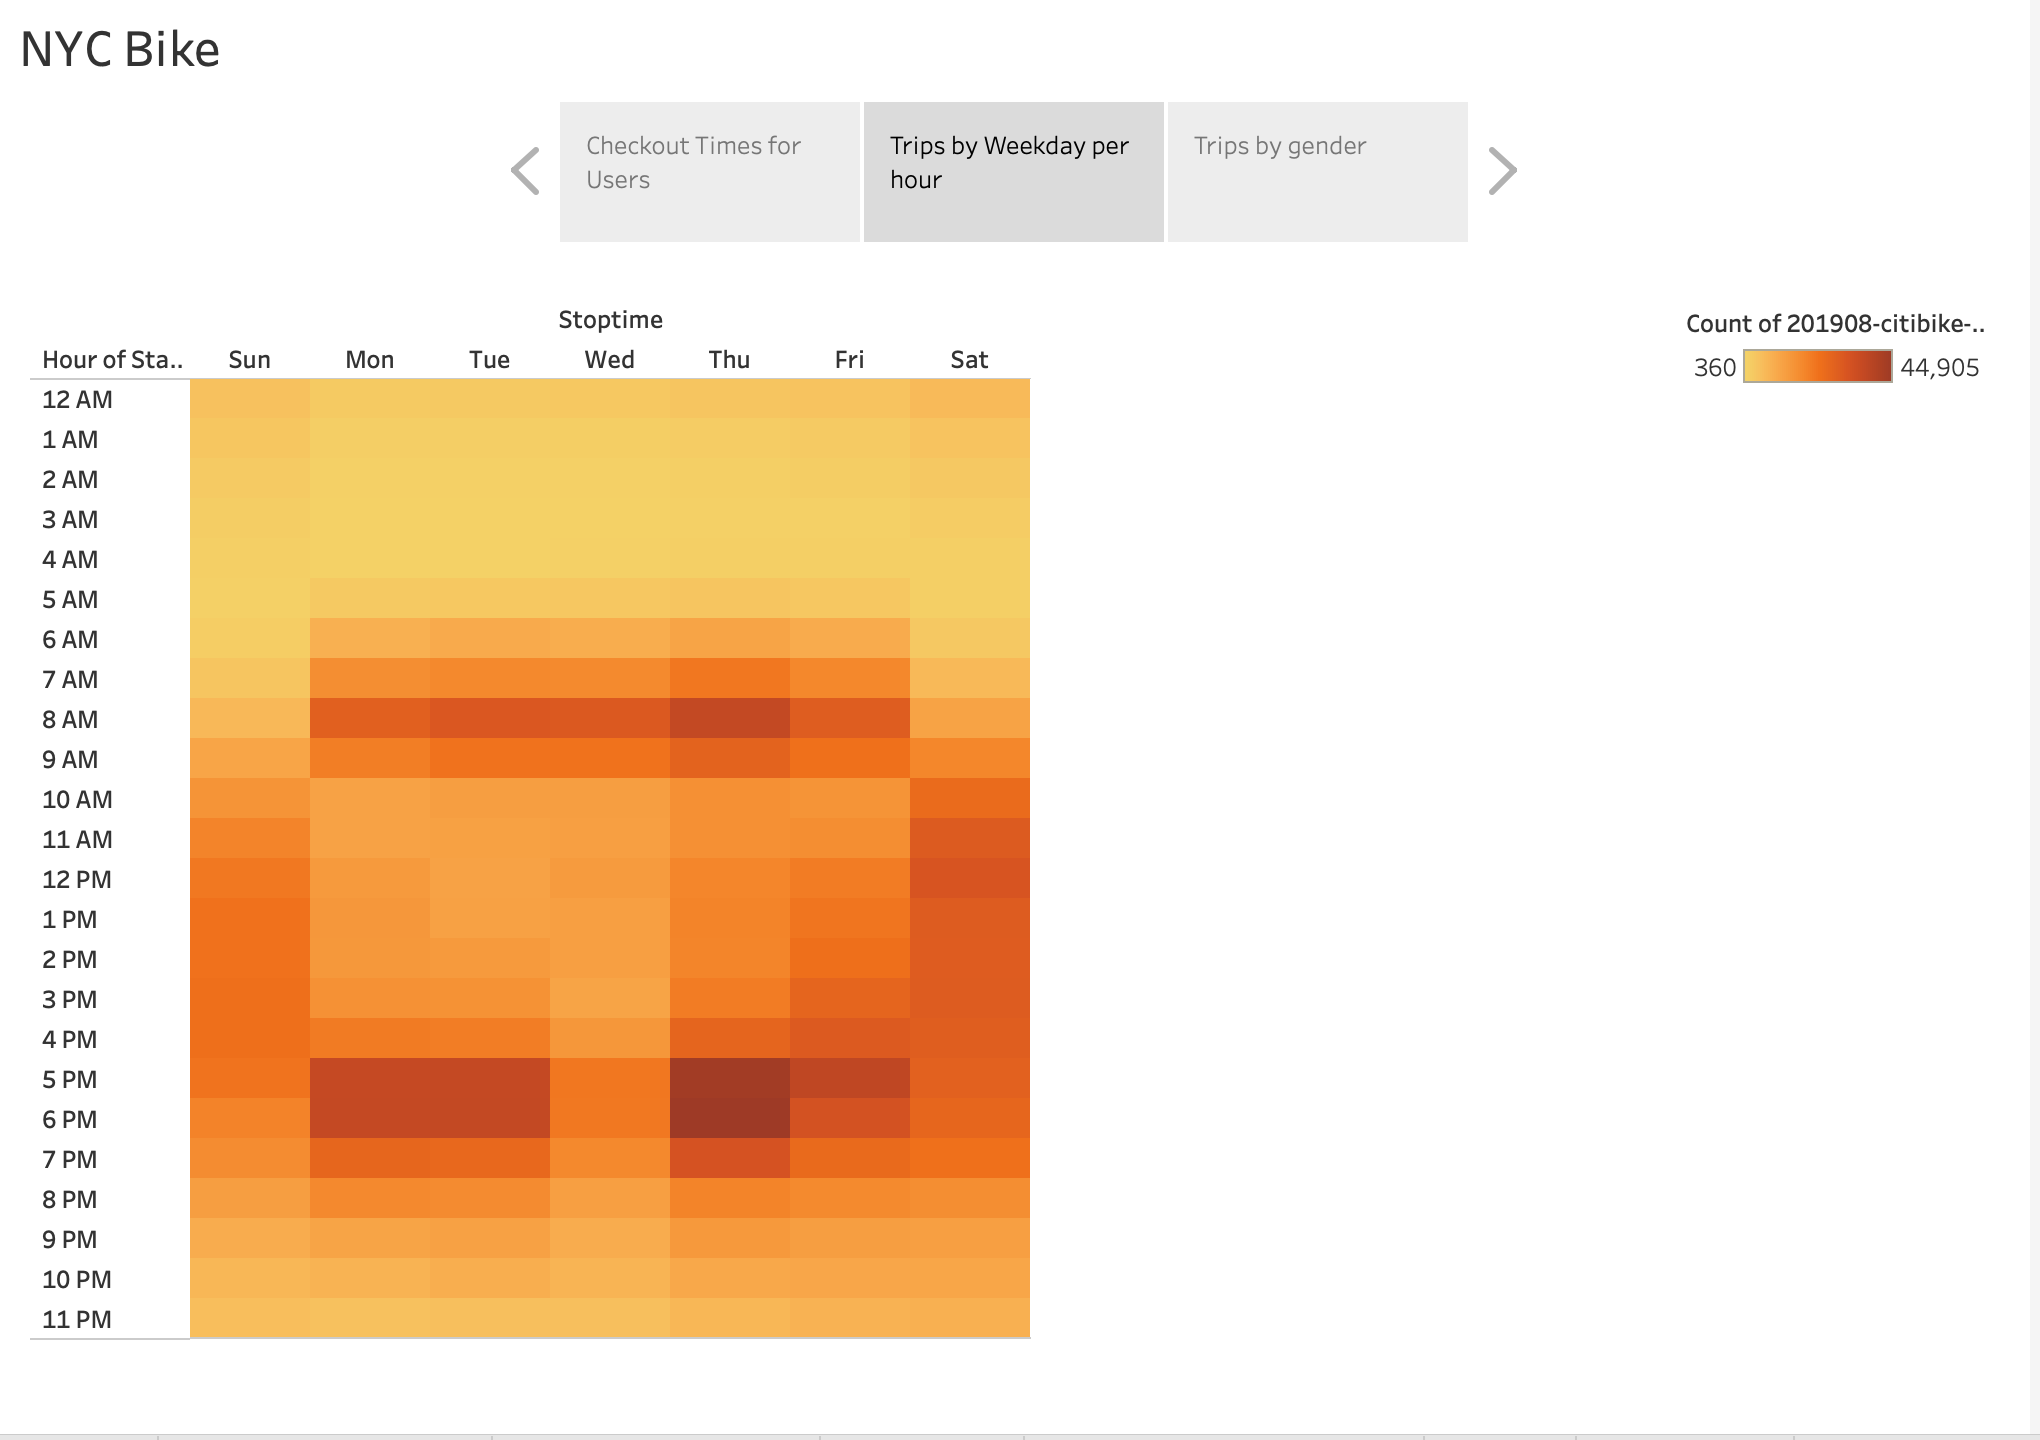 NYC Bike
Checkout Times for
Users
Trips by Weekday per
hour
Trips by gender
Stoptime
Hour of Sta.. Sun Mon Tue Wed Thu Fri Sat
12 AM
1 AM
2 AM
3 AM
4 AM
5 AM
6 AM
7 AM
8 AM
9 AM
10 AM
11 AM
12 PM
1 PM
2 PM
3 PM
4 PM
5 PM
6 PM
7 PM
8 PM
9 PM
10 PM
11 PM
Count of 201908-citibike-..
360 44,905